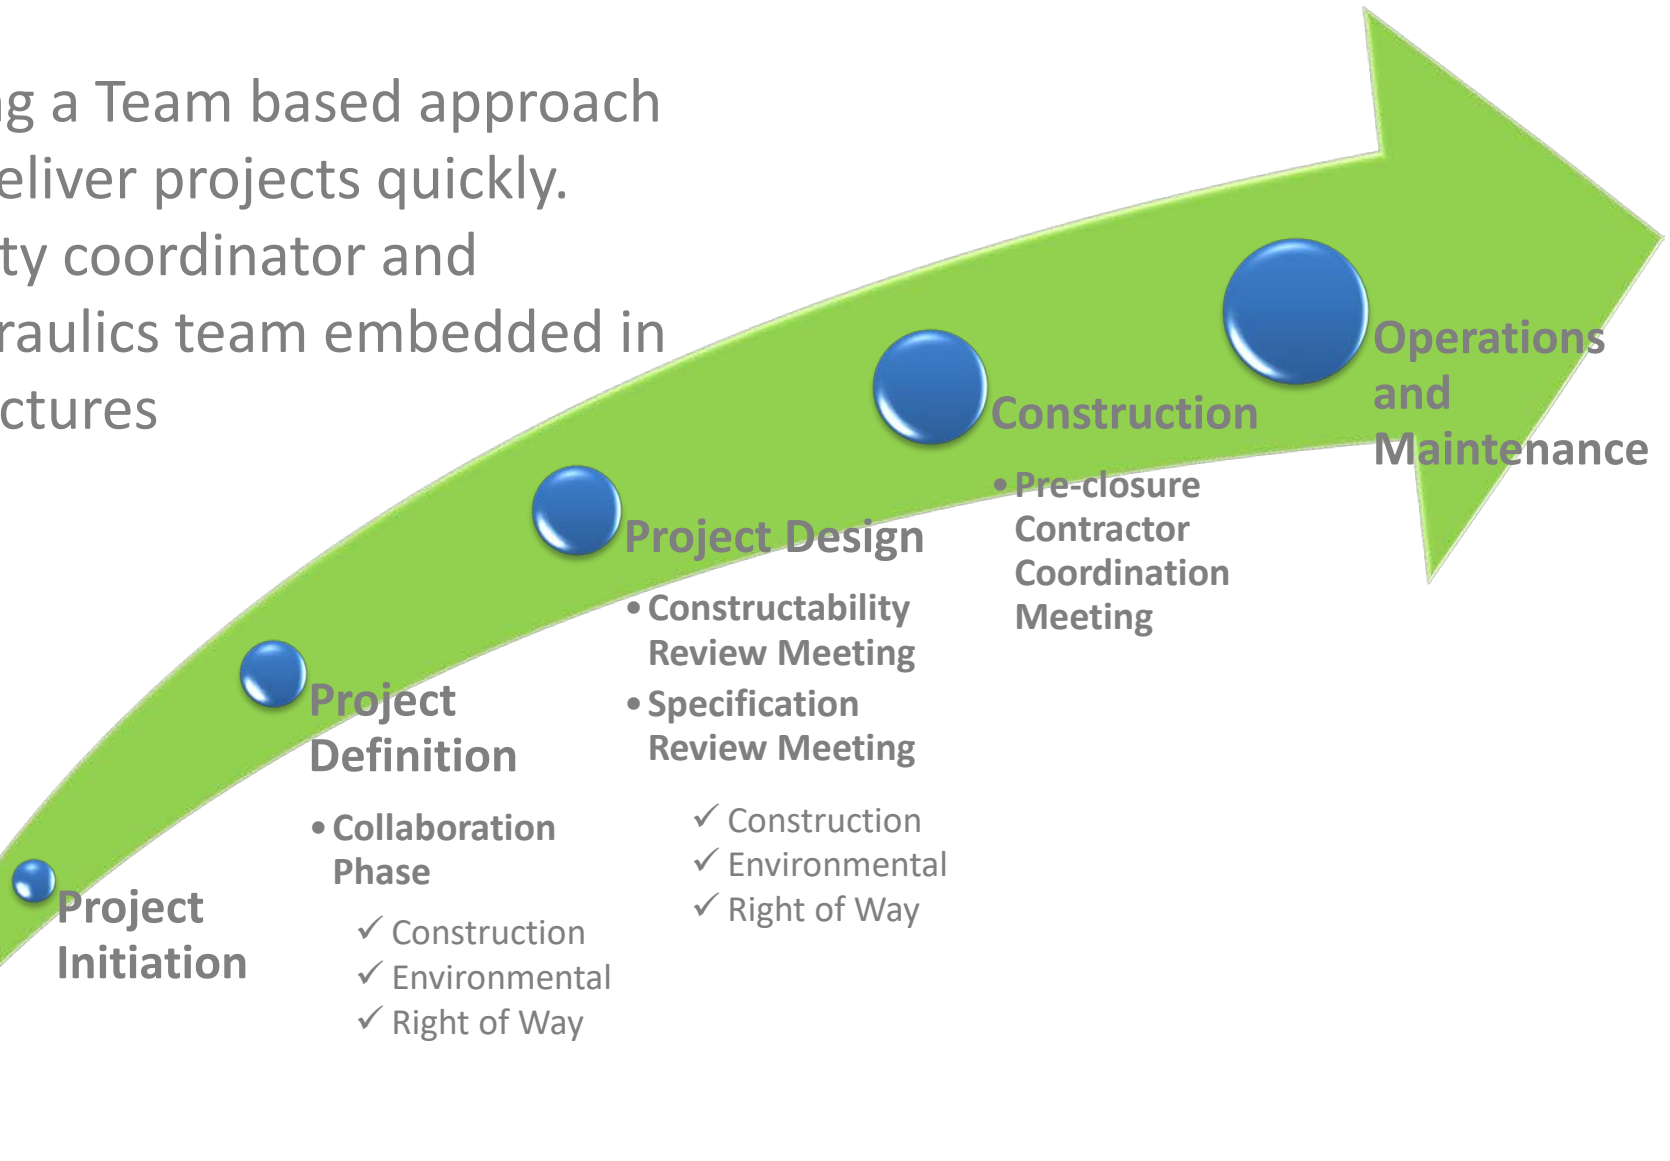 ng a Team based approach
eliver projects quickly.
ty coordinator and
raulics team embedded in
ctures
Project
Initiation
Project
Definition
• Collaboration
Phase
✓ Construction
✓ Environmental
✓ Right of Way
Project Design
• Constructability
Review Meeting
• Specification
Review Meeting
✓ Construction
✓ Environmental
✓ Right of Way
Construction
• Pre-closure
Contractor
Coordination
Meeting
Operations
and
Maintenance